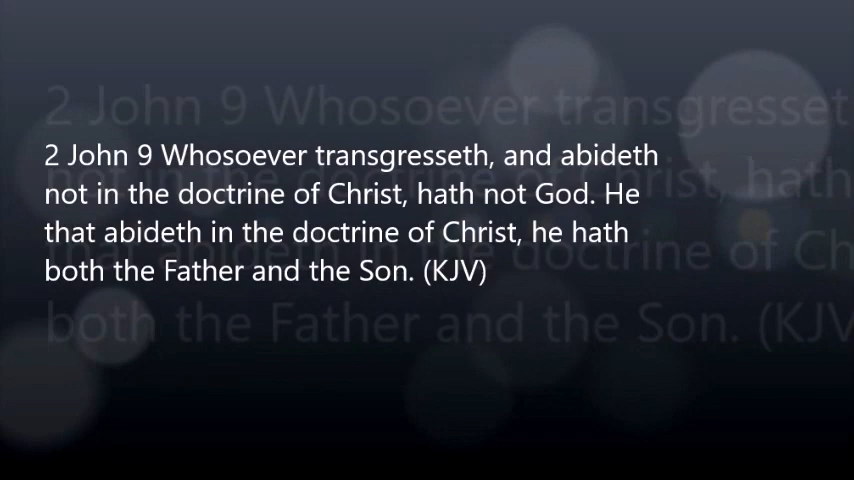 2 John 9 Whosoever transgresseth, and abideth
not in the doctrine of Christ, hath not God. He
that abideth in the doctrine of Christ, he hath
both the Father and the Son. (KJV)